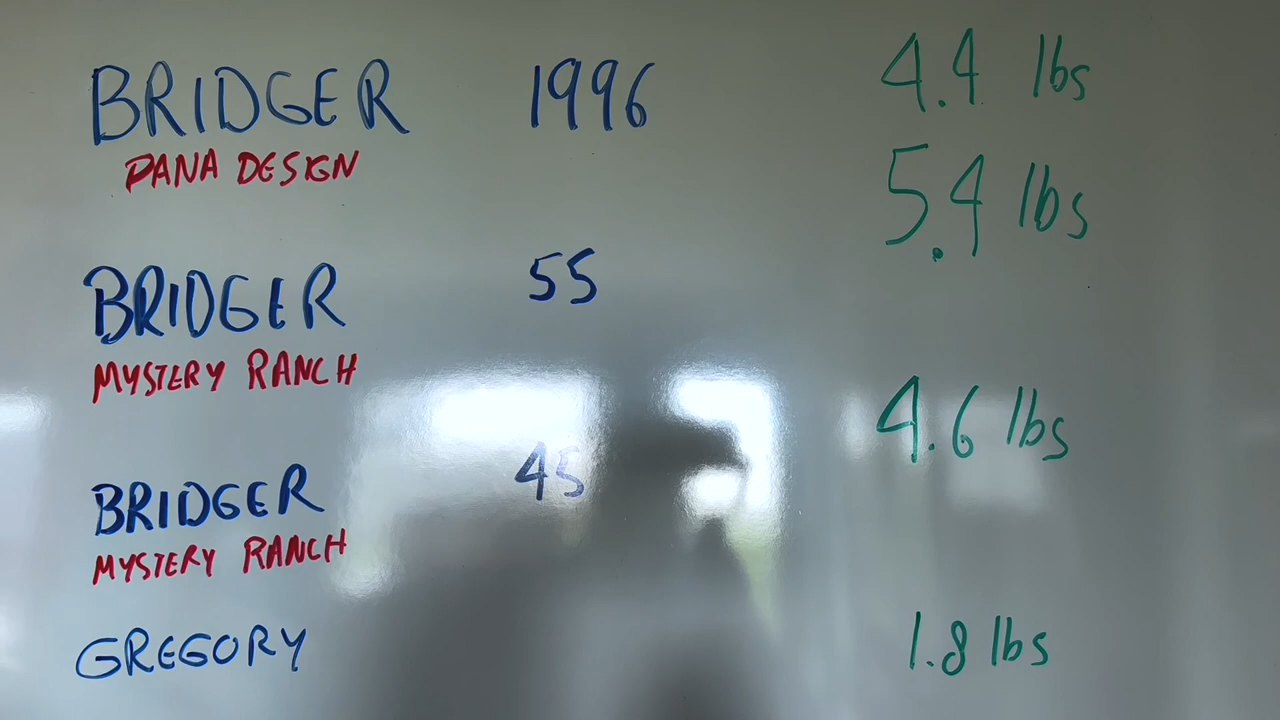 BRIDGER 1996 4.4 lbs
DANA DESIGN
5.4 lbs
BRIDGER 55
MYSTERY RANCH
4.6 lbs
BRIDGER 45
MYSTERY RANCH
GREGORY 1.8 lbs